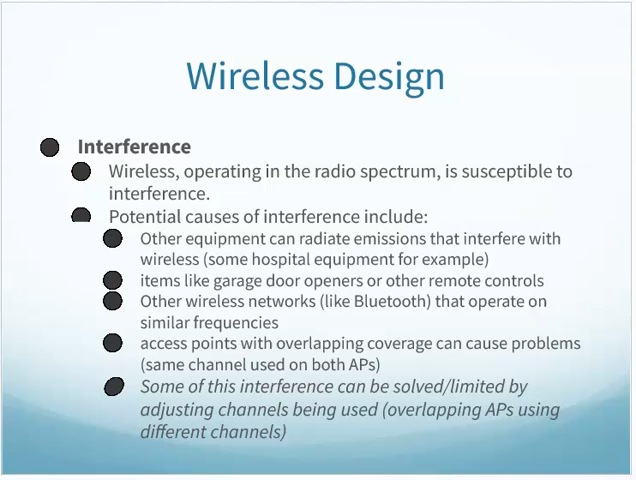 Wireless Design
Interference
Wireless, operating in the radio spectrum, is susceptible to
interference.
Potential causes of interference include:
Other equipment can radiate emissions that interfere with
wireless (some hospital equipment for example)
items like garage door openers or other remote controls
Other wireless networks (like Bluetooth) that operate on
similar frequencies
access points with overlapping coverage can cause problems
(same channel used on both APs)
Some of this interference can be solved/limited by
adjusting channels being used (overlapping APs using
different channels)